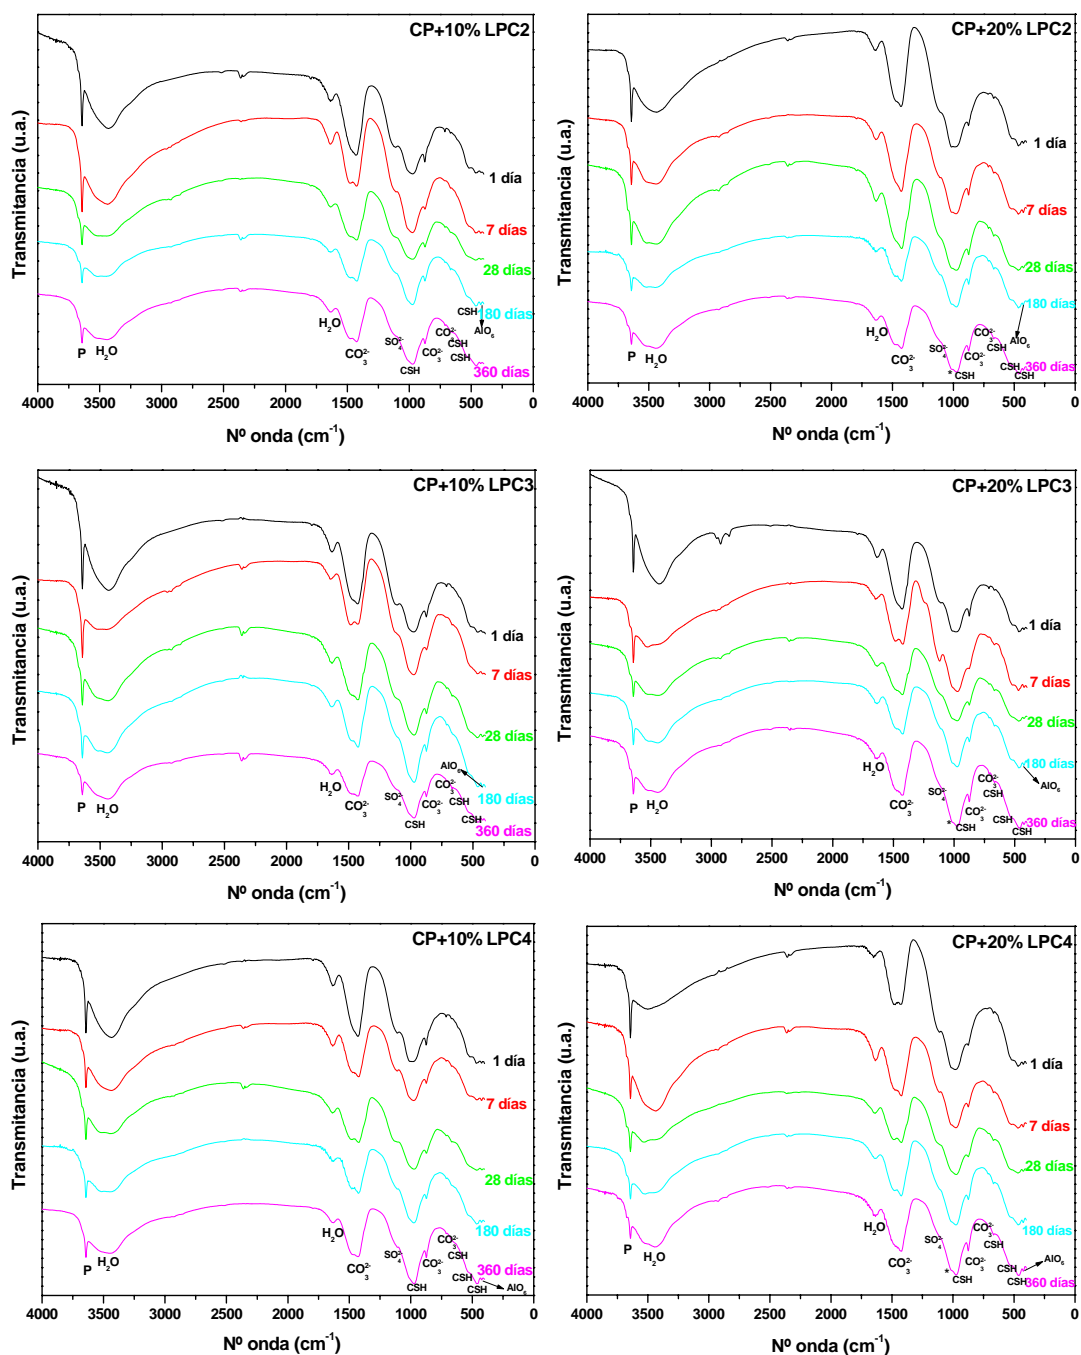 CP+10% LPC2
Transmitancia (u.a.)
1 día
7 días
28 días
180 días
360 días
P
H₂O
H₂O
CO₃²⁻
SO₄²⁻
CSH
CO₃²⁻
CO₃²⁻
CSH
CSH
CSH
AlO₆
4000 3500 3000 2500 2000 1500 1000 500 0
Nº onda (cm⁻¹)
CP+20% LPC2
Transmitancia (u.a.)
1 día
7 días
28 días
180 días
360 días
P
H₂O
H₂O
CO₃²⁻
SO₄²⁻
* CSH
CO₃²⁻
CO₃²⁻
CSH
CSH
CSH
AlO₆
4000 3500 3000 2500 2000 1500 1000 500 0
Nº onda (cm⁻¹)
CP+10% LPC3
Transmitancia (u.a.)
1 día
7 días
28 días
180 días
360 días
P
H₂O
H₂O
CO₃²⁻
SO₄²⁻
CSH
CO₃²⁻
CO₃²⁻
CSH
CSH
AlO₆
4000 3500 3000 2500 2000 1500 1000 500 0
Nº onda (cm⁻¹)
CP+20% LPC3
Transmitancia (u.a.)
1 día
7 días
28 días
180 días
360 días
P
H₂O
H₂O
CO₃²⁻
SO₄²⁻
* CSH
CO₃²⁻
CO₃²⁻
CSH
CSH
CSH
AlO₆
4000 3500 3000 2500 2000 1500 1000 500 0
Nº onda (cm⁻¹)
CP+10% LPC4
Transmitancia (u.a.)
1 día
7 días
28 días
180 días
360 días
P
H₂O
H₂O
CO₃²⁻
SO₄²⁻
CSH
CO₃²⁻
CO₃²⁻
CSH
CSH
CSH
AlO₆
4000 3500 3000 2500 2000 1500 1000 500 0
Nº onda (cm⁻¹)
CP+20% LPC4
Transmitancia (u.a.)
1 día
7 días
28 días
180 días
360 días
P
H₂O
H₂O
CO₃²⁻
SO₄²⁻
* CSH
CO₃²⁻
CO₃²⁻
CSH
CSH
CSH
AlO₆
4000 3500 3000 2500 2000 1500 1000 500 0
Nº onda (cm⁻¹)